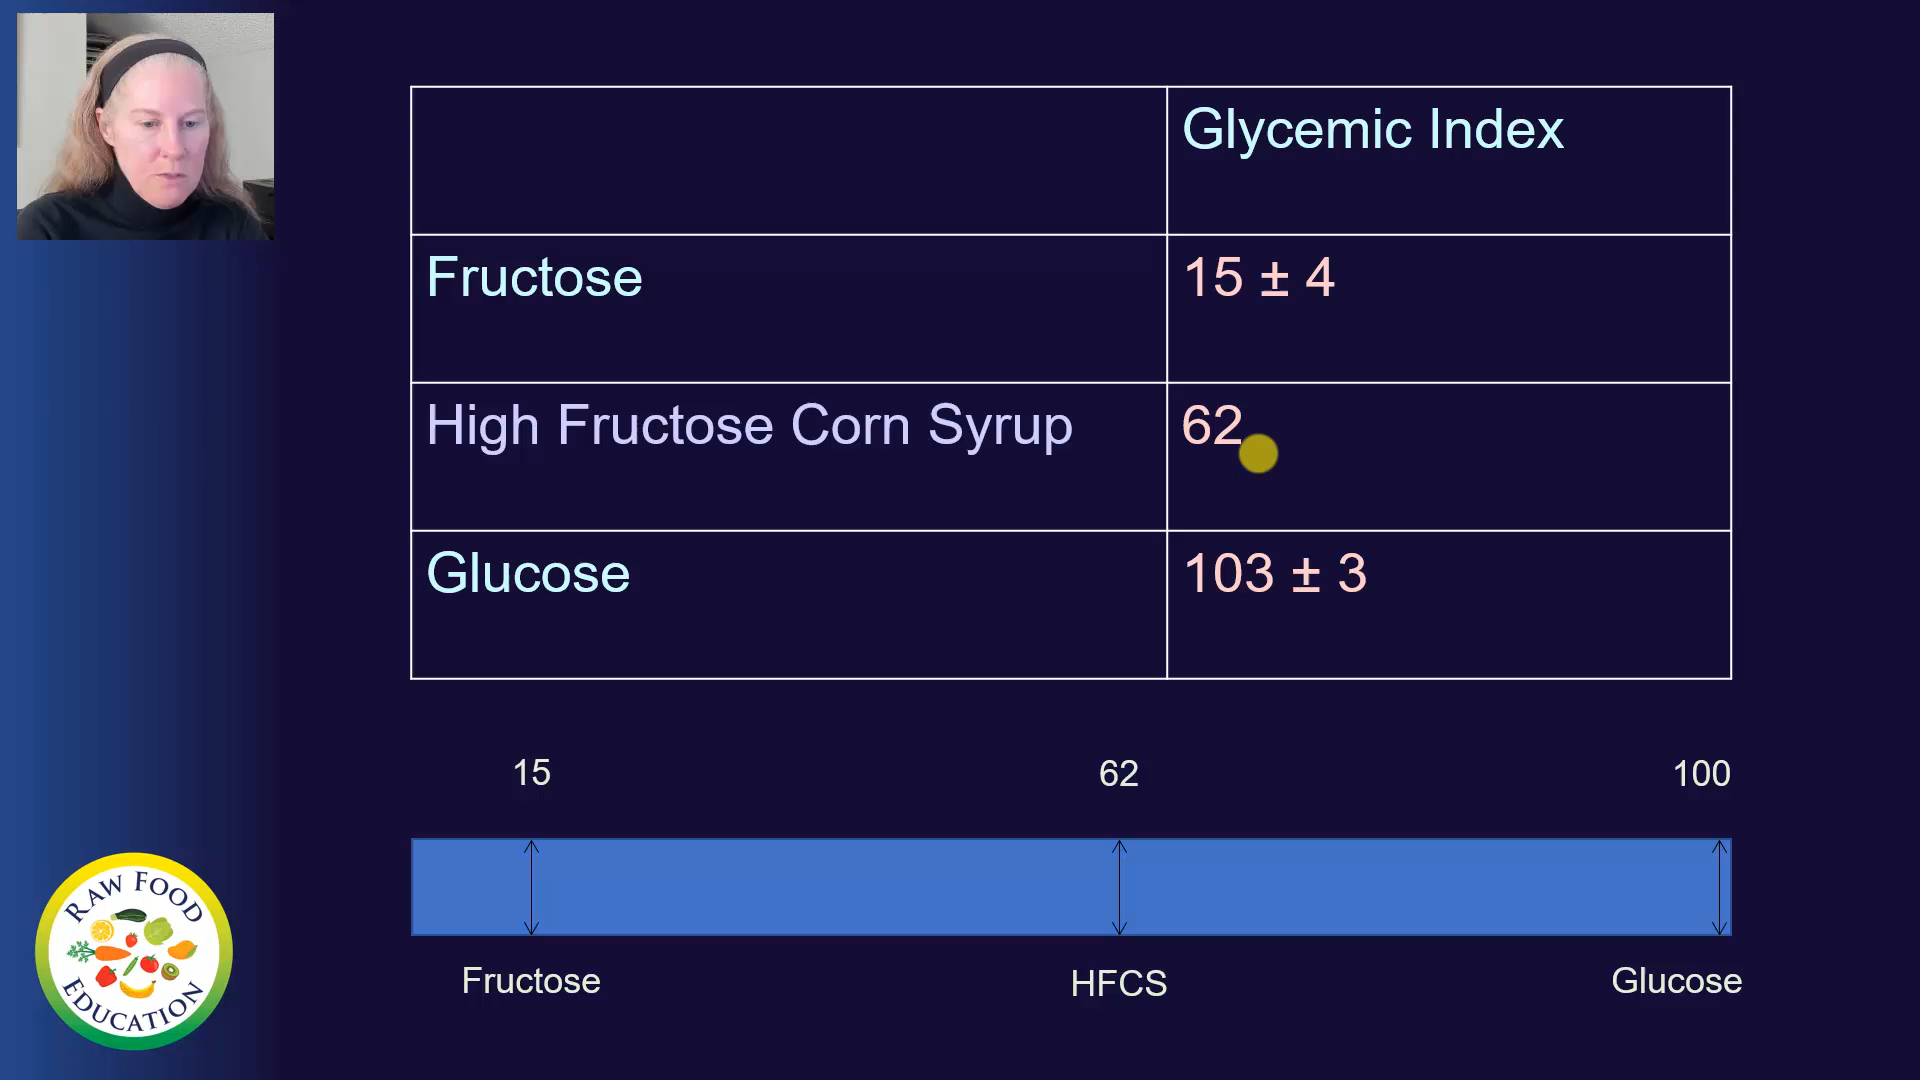 Glycemic Index
Fructose
15 ± 4
High Fructose Corn Syrup
62
Glucose
103 ± 3
15
62
100
Fructose
HFCS
Glucose
RAW FOOD
EDUCATION